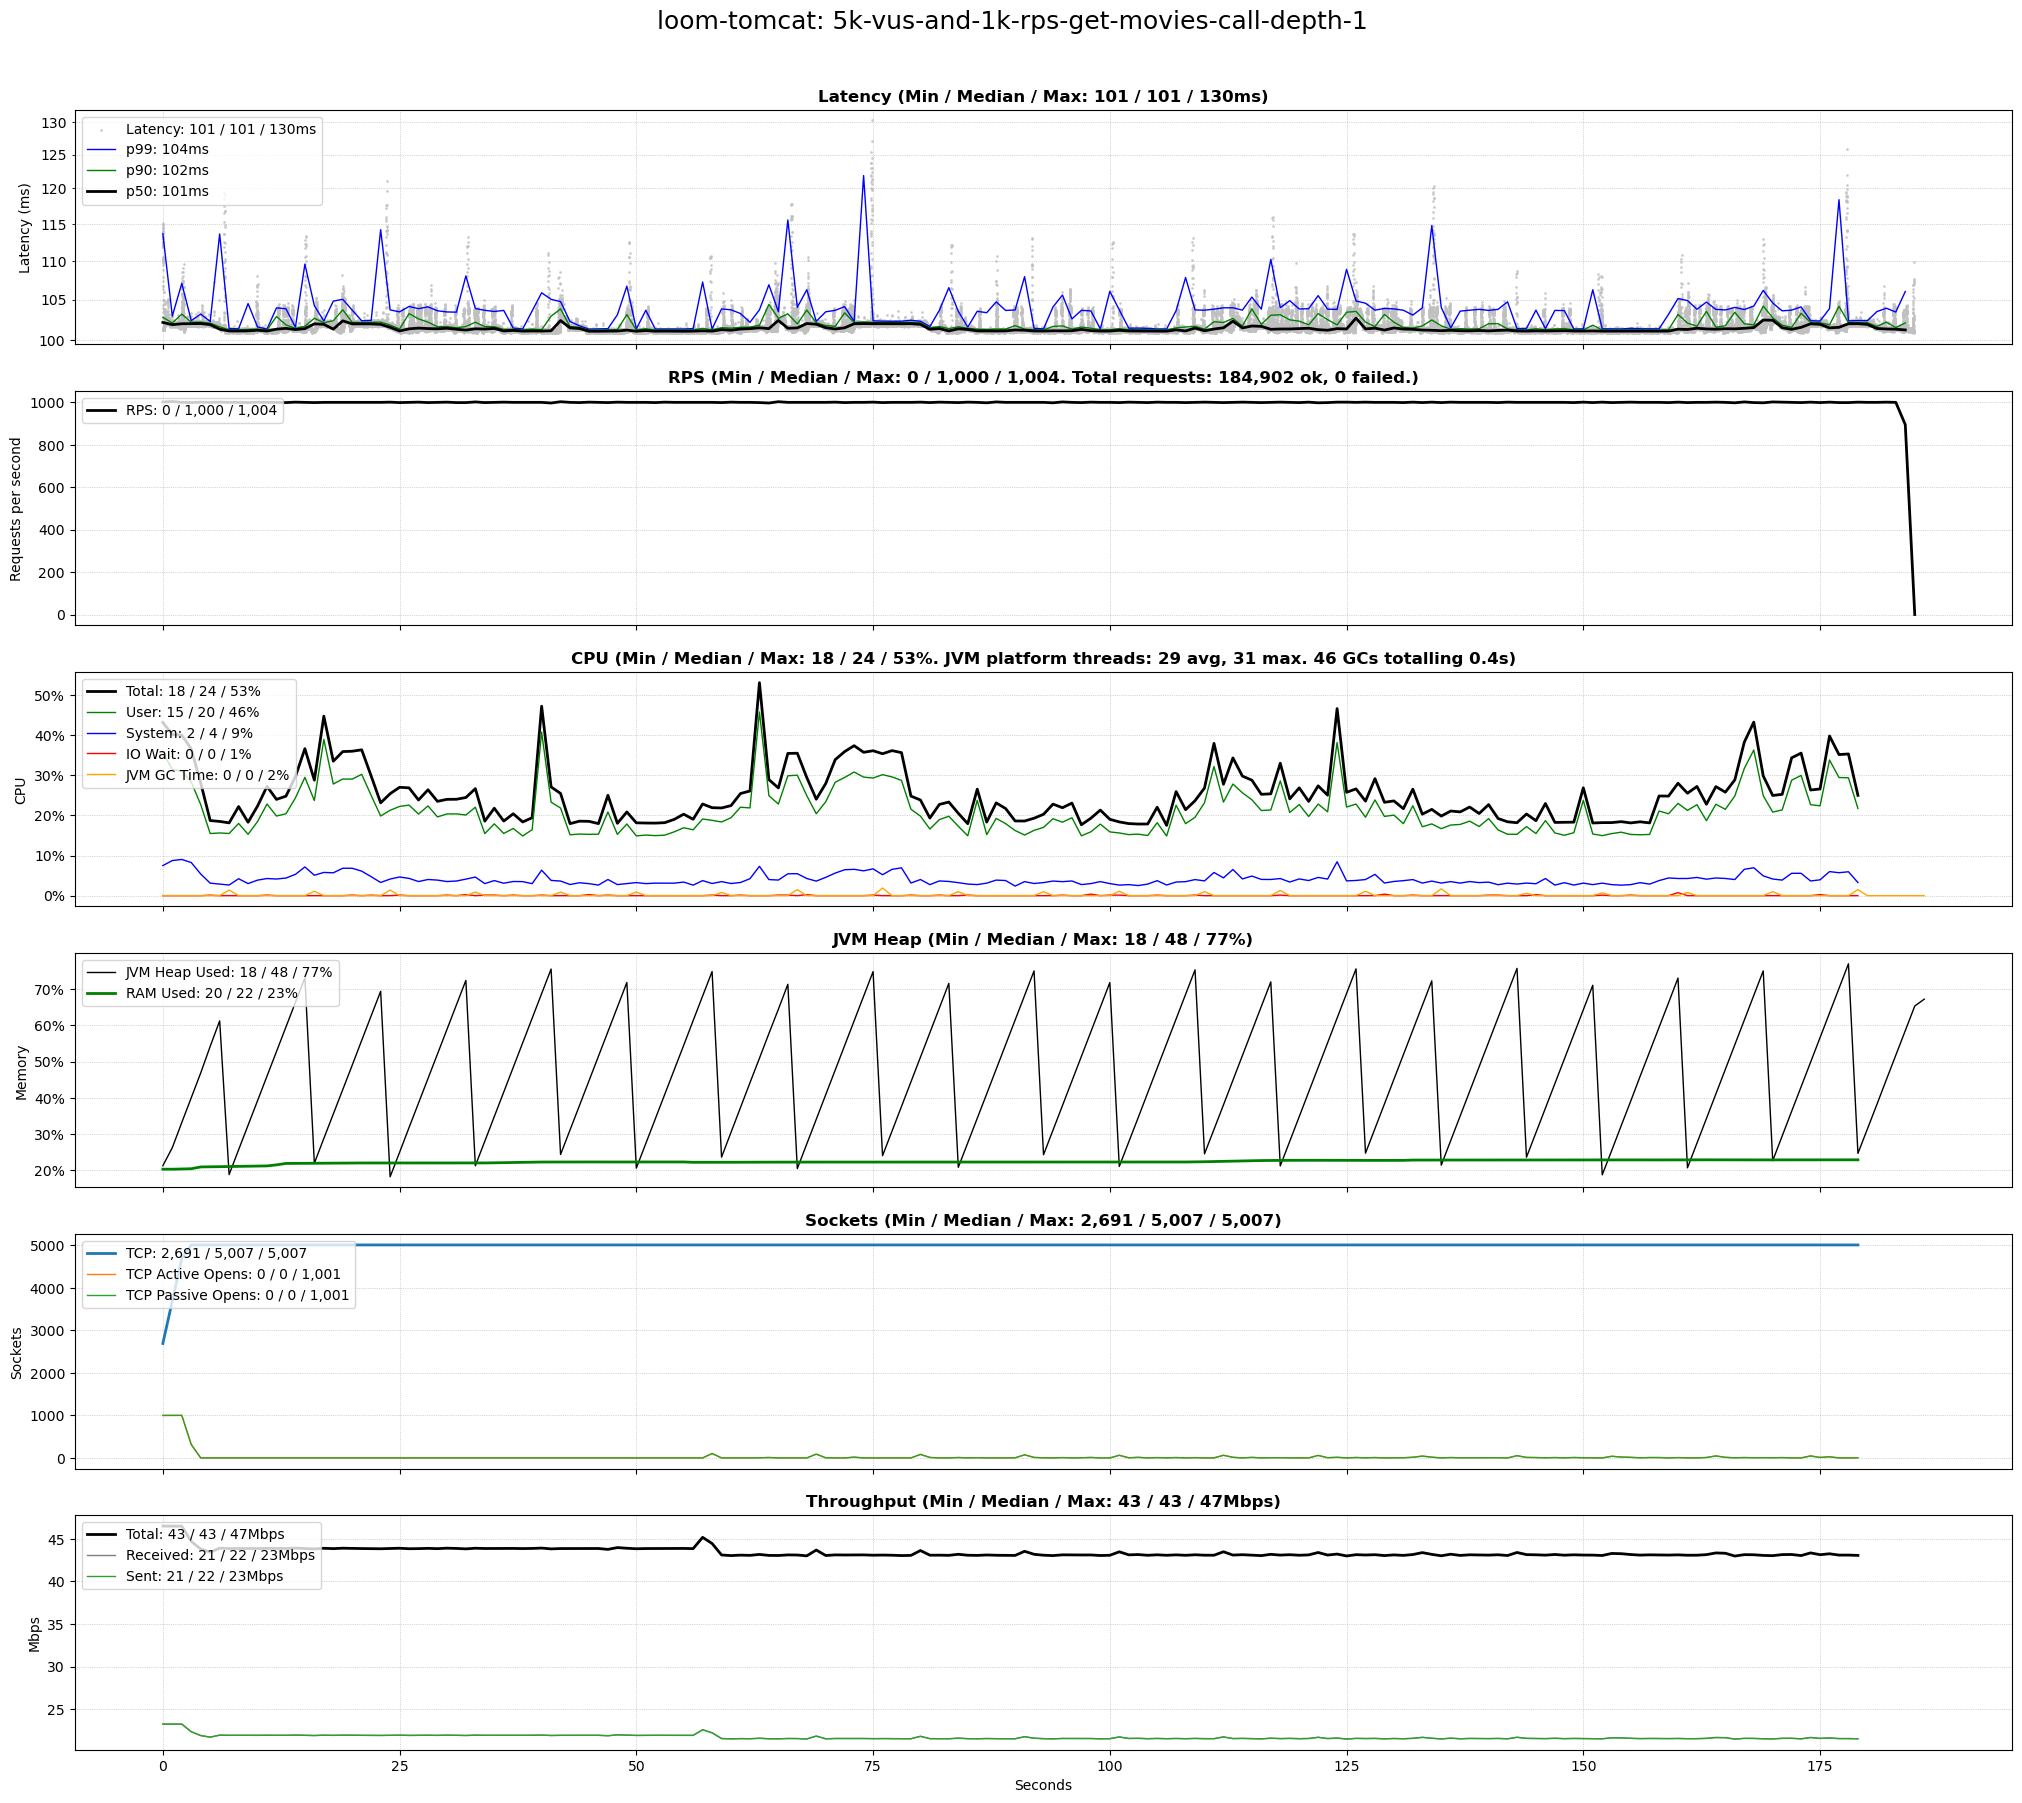 loom-tomcat: 5k-vus-and-1k-rps-get-movies-call-depth-1
Latency (Min / Median / Max: 101 / 101 / 130ms)
Latency: 101 / 101 / 130ms
p99: 104ms
p90: 102ms
p50: 101ms
Latency (ms)
130
125
120
115
110
105
100
RPS (Min / Median / Max: 0 / 1,000 / 1,004. Total requests: 184,902 ok, 0 failed.)
RPS: 0 / 1,000 / 1,004
Requests per second
1000
800
600
400
200
0
CPU (Min / Median / Max: 18 / 24 / 53%. JVM platform threads: 29 avg, 31 max. 46 GCs totalling 0.4s)
Total: 18 / 24 / 53%
User: 15 / 20 / 46%
System: 2 / 4 / 9%
IO Wait: 0 / 0 / 1%
JVM GC Time: 0 / 0 / 2%
CPU
50%
40%
30%
20%
10%
0%
JVM Heap (Min / Median / Max: 18 / 48 / 77%)
JVM Heap Used: 18 / 48 / 77%
RAM Used: 20 / 22 / 23%
Memory
70%
60%
50%
40%
30%
20%
Sockets (Min / Median / Max: 2,691 / 5,007 / 5,007)
TCP: 2,691 / 5,007 / 5,007
TCP Active Opens: 0 / 0 / 1,001
TCP Passive Opens: 0 / 0 / 1,001
Sockets
5000
4000
3000
2000
1000
0
Throughput (Min / Median / Max: 43 / 43 / 47Mbps)
Total: 43 / 43 / 47Mbps
Received: 21 / 22 / 23Mbps
Sent: 21 / 22 / 23Mbps
Mbps
45
40
35
30
25
0 25 50 75 100 125 150 175
Seconds